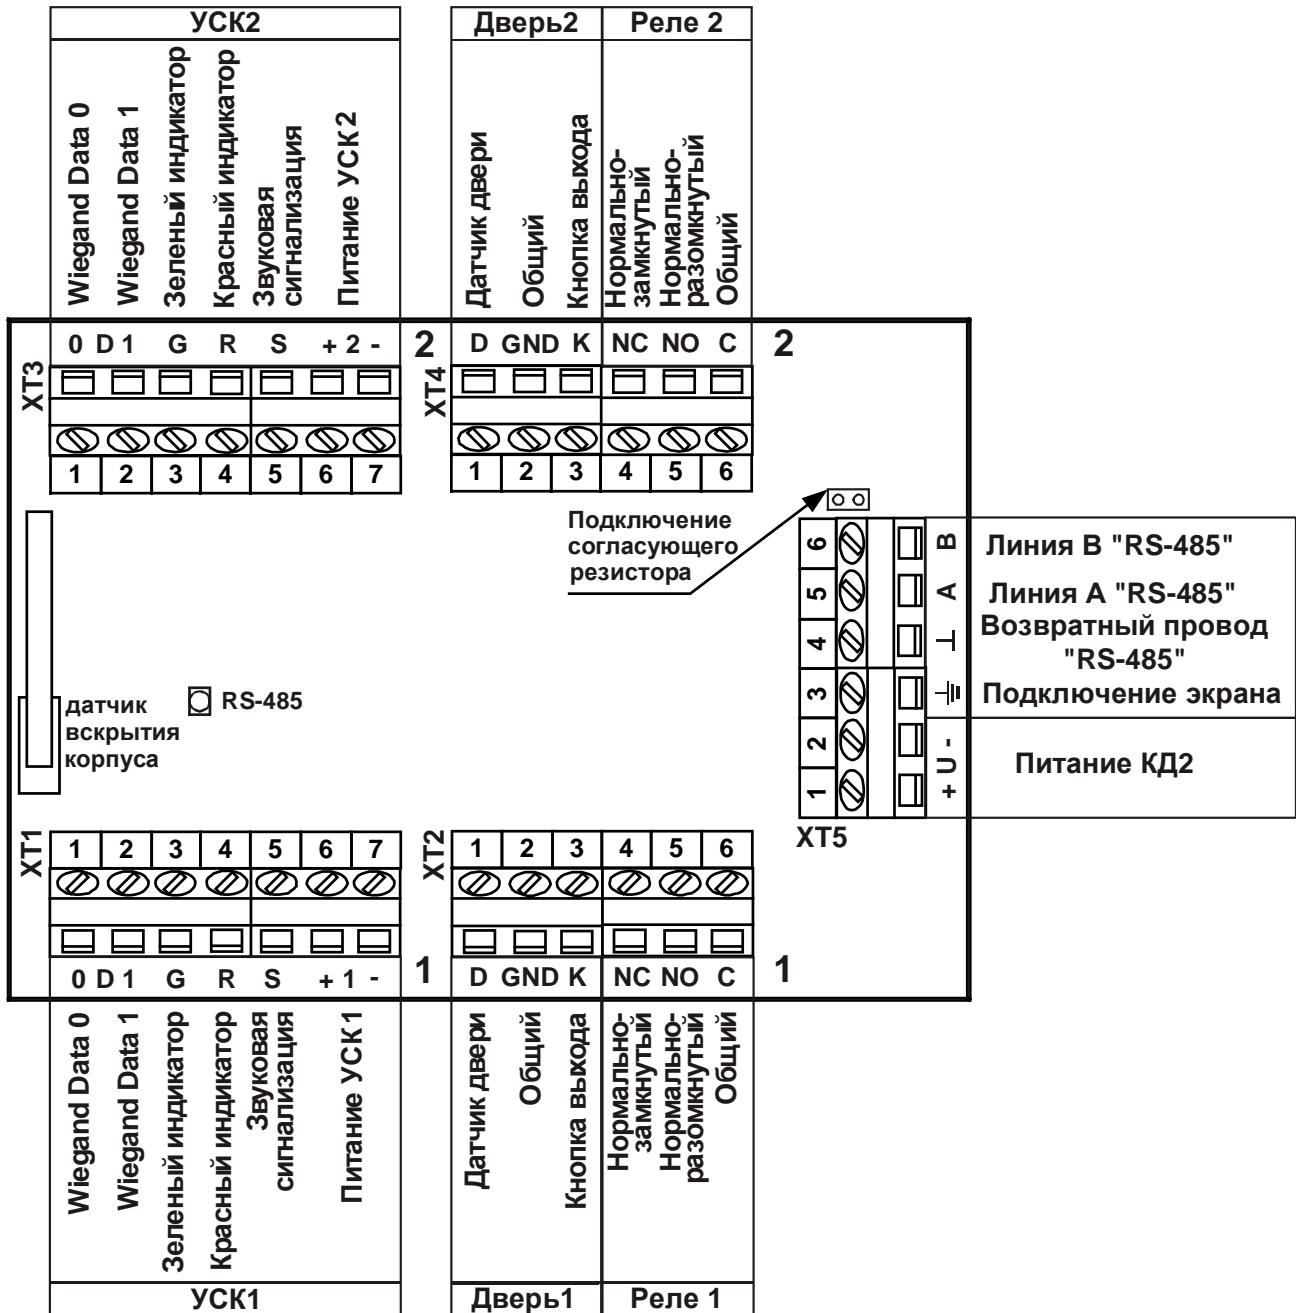 УСК2
Дверь2
Реле 2
Wiegand Data 0
Wiegand Data 1
Зеленый индикатор
Красный индикатор
Звуковая
сигнализация
Питание УСК 2
Датчик двери
Общий
Кнопка выхода
Нормально-
замкнутый
Нормально-
разомкнутый
Общий
0 D 1 G R S + 2 - 2
D GND K NC NO C 2
XT3
XT4
1 2 3 4 5 6 7
1 2 3 4 5 6
Подключение
согласующего
резистора
6 B Линия B "RS-485"
5 A Линия A "RS-485"
4 ⊥ Возвратный провод
"RS-485"
3 Подключение экрана
2 -
U Питание КД2
1 +
XT5
датчик
вскрытия
корпуса
RS-485
XT1
XT2
1 2 3 4 5 6 7
1 2 3 4 5 6
0 D 1 G R S + 1 - 1
D GND K NC NO C 1
Wiegand Data 0
Wiegand Data 1
Зеленый индикатор
Красный индикатор
Звуковая
сигнализация
Питание УСК 1
Датчик двери
Общий
Кнопка выхода
Нормально-
замкнутый
Нормально-
разомкнутый
Общий
УСК1
Дверь1
Реле 1